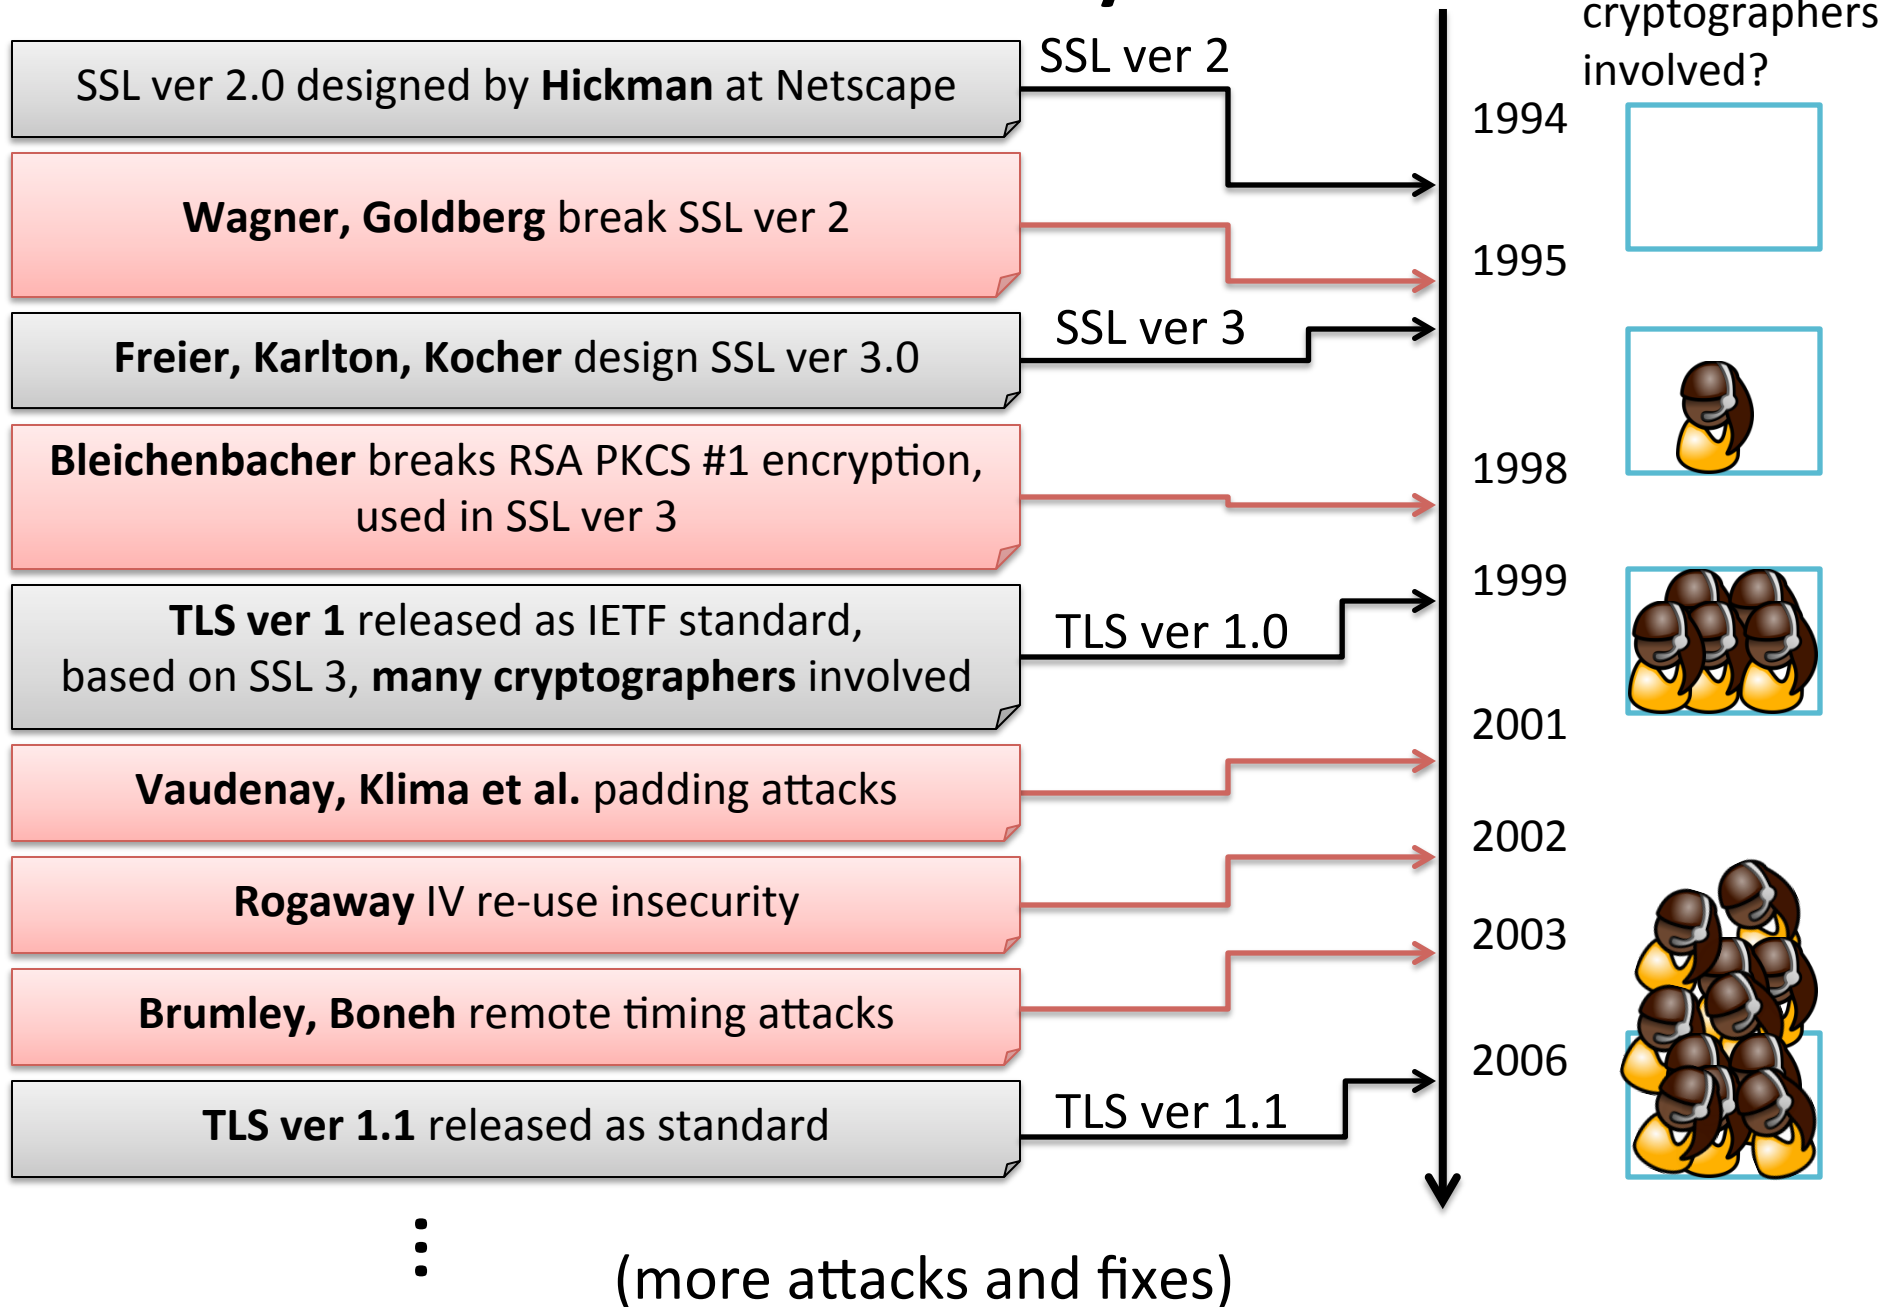 cryptographers
involved?
SSL ver 2.0 designed by Hickman at Netscape
SSL ver 2
1994
Wagner, Goldberg break SSL ver 2
1995
Freier, Karlton, Kocher design SSL ver 3.0
SSL ver 3
Bleichenbacher breaks RSA PKCS #1 encryption,
used in SSL ver 3
1998
TLS ver 1 released as IETF standard,
based on SSL 3, many cryptographers involved
TLS ver 1.0
1999
Vaudenay, Klima et al. padding attacks
2001
Rogaway IV re-use insecurity
2002
Brumley, Boneh remote timing attacks
2003
TLS ver 1.1 released as standard
TLS ver 1.1
2006
(more attacks and fixes)